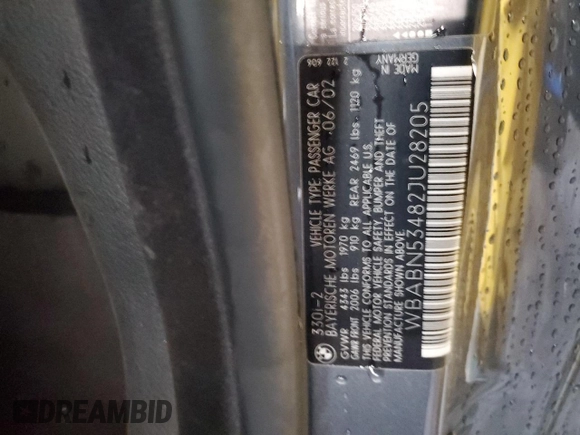 330i-2 VEHICLE TYPE: PASSENGER CAR 2 122 606
BAYERISCHE MOTOREN WERKE AG 06/02
GVWR 4343 lbs 1970 kg
GAWR FRONT 2006 lbs 910 kg REAR 2469 lbs 1120 kg
THIS VEHICLE CONFORMS TO ALL APPLICABLE U.S.
FEDERAL MOTOR VEHICLE SAFETY, BUMPER AND THEFT
PREVENTION STANDARDS IN EFFECT ON THE DATE OF
MANUFACTURE SHOWN ABOVE.
MADE IN
GERMANY
WBABN53482JU28205
DREAMBID